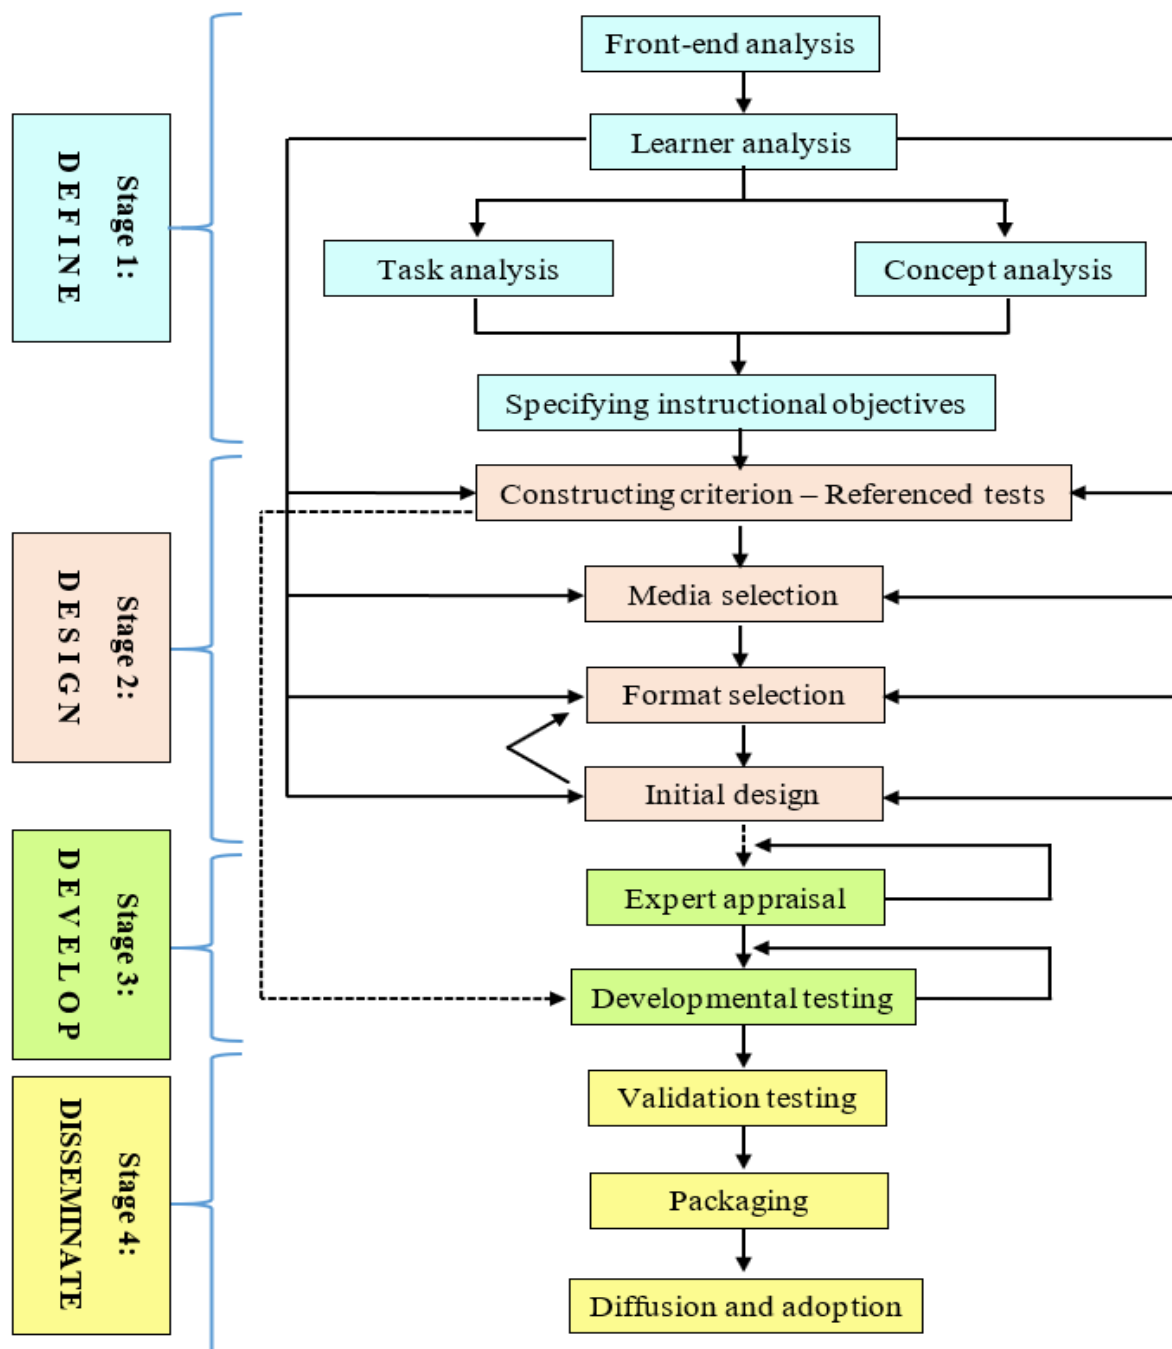 Front-end analysis
Learner analysis
Stage 1:
DEFINE
Task analysis
Concept analysis
Specifying instructional objectives
Constructing criterion – Referenced tests
Stage 2:
DESIGN
Media selection
Format selection
Initial design
Stage 3:
DEVELOP
Expert appraisal
Developmental testing
Stage 4:
DISSEMINATE
Validation testing
Packaging
Diffusion and adoption